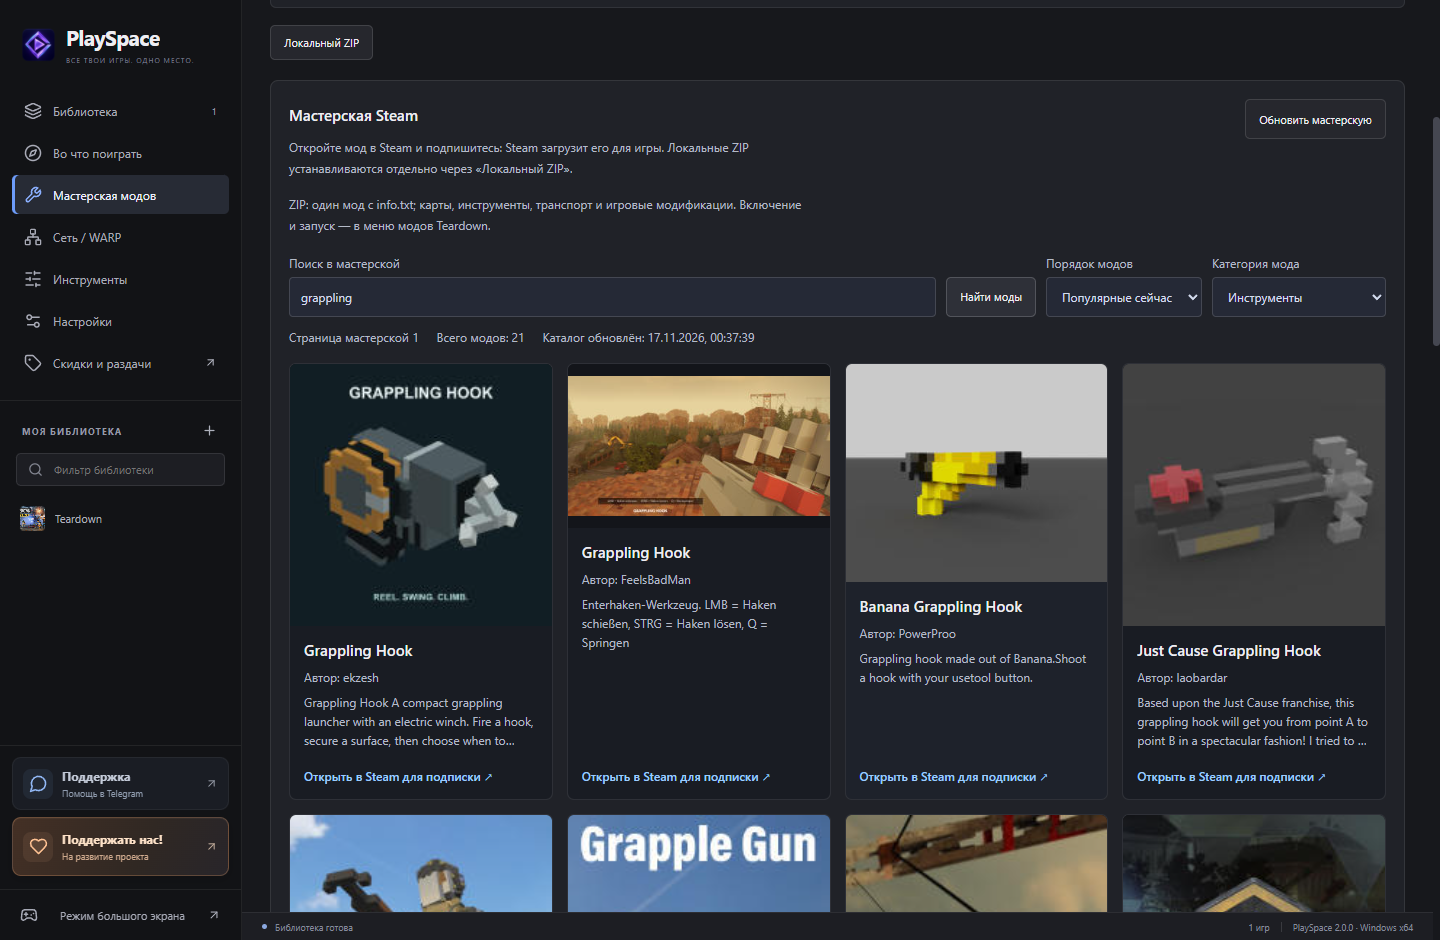 PlaySpace
ВСЕ ТВОИ ИГРЫ. ОДНО МЕСТО.
Библиотека 1
Во что поиграть
Мастерская модов
Сеть / WARP
Инструменты
Настройки
Скидки и раздачи
МОЯ БИБЛИОТЕКА
Фильтр библиотеки
Teardown
Поддержка
Помощь в Telegram
Поддержать нас!
На развитие проекта
Режим большого экрана
Локальный ZIP
Мастерская Steam
Обновить мастерскую
Откройте мод в Steam и подпишитесь: Steam загрузит его для игры. Локальные ZIP
устанавливаются отдельно через «Локальный ZIP».
ZIP: один мод с info.txt; карты, инструменты, транспорт и игровые модификации. Включение
и запуск — в меню модов Teardown.
Поиск в мастерской
Порядок модов
Категория мода
grappling
Найти моды
Популярные сейчас
Инструменты
Страница мастерской 1 Всего модов: 21 Каталог обновлён: 17.11.2026, 00:37:39
GRAPPLING HOOK
REEL. SWING. CLIMB.
Grappling Hook
Автор: ekzesh
Grappling Hook A compact grappling
launcher with an electric winch. Fire a hook,
secure a surface, then choose when to...
Открыть в Steam для подписки ↗
Grappling Hook
Автор: FeelsBadMan
Enterhaken-Werkzeug. LMB = Haken
schießen, STRG = Haken lösen, Q =
Springen
Открыть в Steam для подписки ↗
Banana Grappling Hook
Автор: PowerProo
Grappling hook made out of Banana.Shoot
a hook with your usetool button.
Открыть в Steam для подписки ↗
Just Cause Grappling Hook
Автор: laobardar
Based upon the Just Cause franchise, this
grappling hook will get you from point A to
point B in a spectacular fashion! I tried to ...
Открыть в Steam для подписки ↗
Grapple Gun
Библиотека готова
1 игр
PlaySpace 2.0.0 · Windows x64